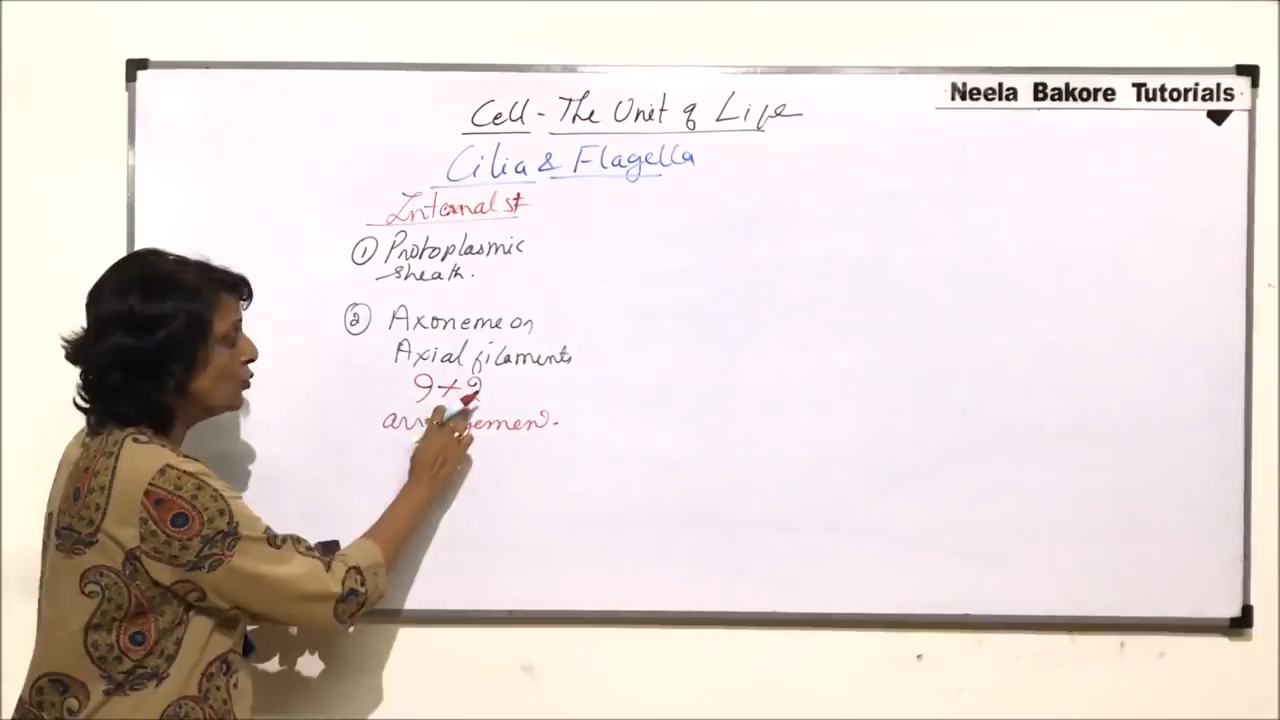 Neela Bakore Tutorials
Cell - The Unit of Life
Cilia & Flagella
Internal st
① Protoplasmic
sheath.
② Axoneme or
Axial filaments
9+2